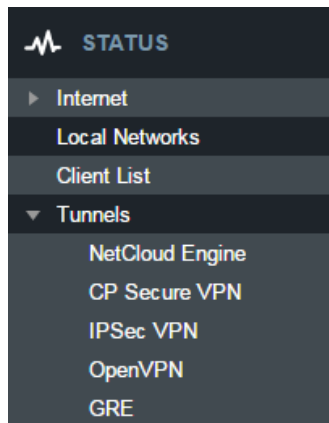 STATUS
Internet
Local Networks
Client List
Tunnels
NetCloud Engine
CP Secure VPN
IPSec VPN
OpenVPN
GRE